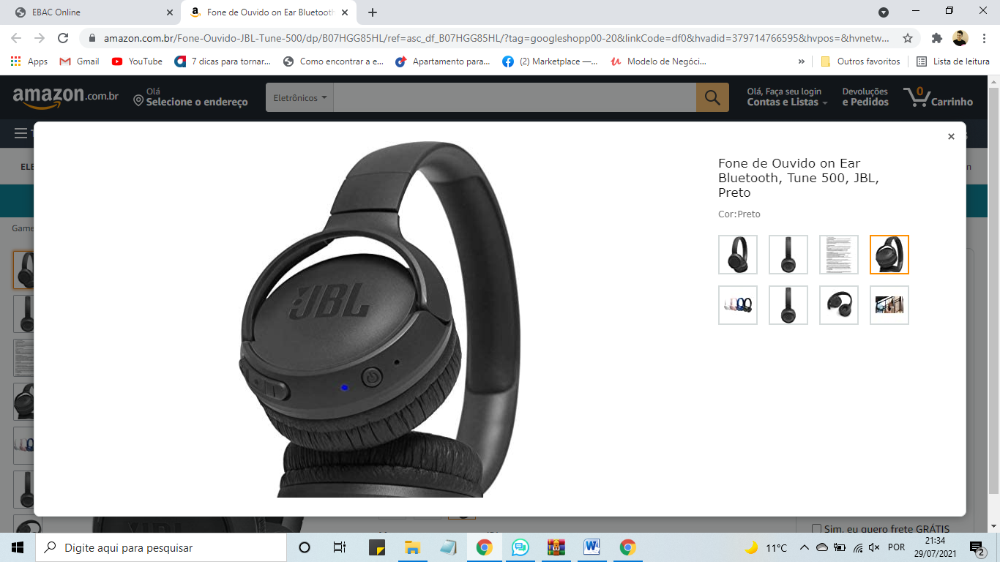 EBAC Online
Fone de Ouvido on Ear Bluetooth
amazon.com.br/Fone-Ouvido-JBL-Tune-500/dp/B07HGG85HL/ref=asc_df_B07HGG85HL/?tag=googleshopp00-20&linkCode=df0&hvadid=379714766595&hvpos=&hvnetw...
Apps
Gmail
YouTube
7 dicas para tornar...
Como encontrar a e...
Apartamento para...
(2) Marketplace —...
Modelo de Negóci...
»
Outros favoritos
Lista de leitura
amazon.com.br
Olá
Selecione o endereço
Eletrônicos
Olá, Faça seu login
Contas e Listas
Devoluções
e Pedidos
0
Carrinho
ELE
Game
Fone de Ouvido on Ear
Bluetooth, Tune 500, JBL,
Preto
Cor:Preto
JBL
Sim, eu quero frete GRÁTIS
Digite aqui para pesquisar
11°C
POR
21:34
29/07/2021
2